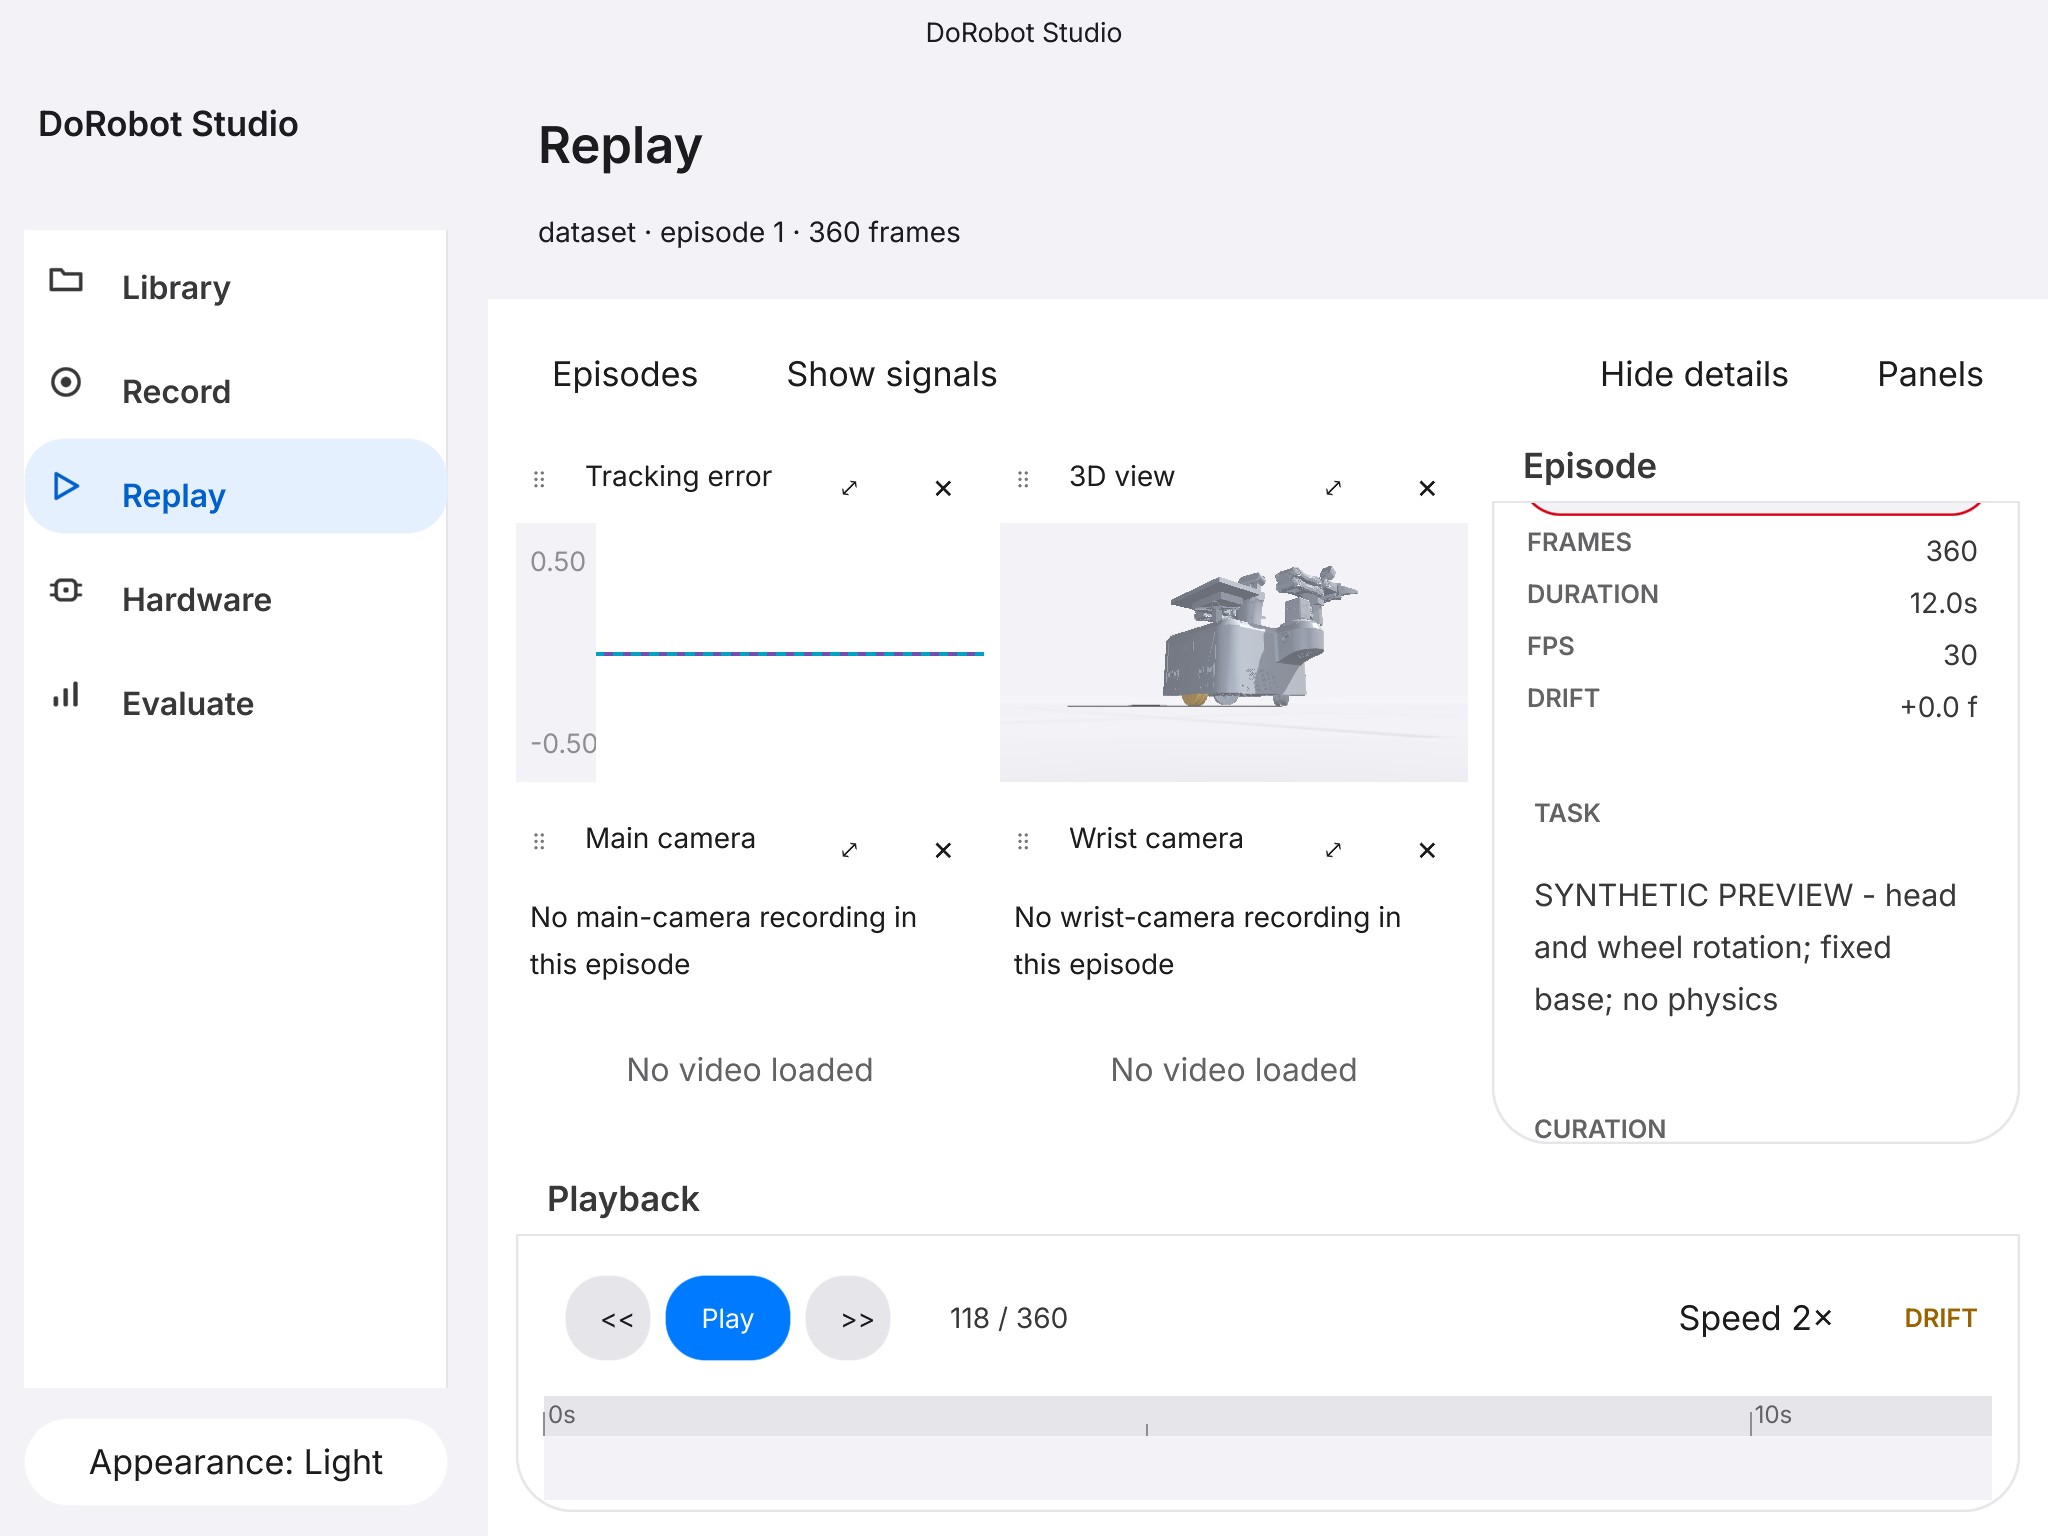 DoRobot Studio
DoRobot Studio
Library
Record
Replay
Hardware
Evaluate
Appearance: Light
Replay
dataset · episode 1 · 360 frames
Episodes
Show signals
Hide details
Panels
Tracking error
0.50
-0.50
3D view
Main camera
No main-camera recording in
this episode
No video loaded
Wrist camera
No wrist-camera recording in
this episode
No video loaded
Episode
FRAMES 360
DURATION 12.0s
FPS 30
DRIFT +0.0 f
TASK
SYNTHETIC PREVIEW - head
and wheel rotation; fixed
base; no physics
CURATION
Playback
<< Play >> 118 / 360 Speed 2× DRIFT
0s 10s